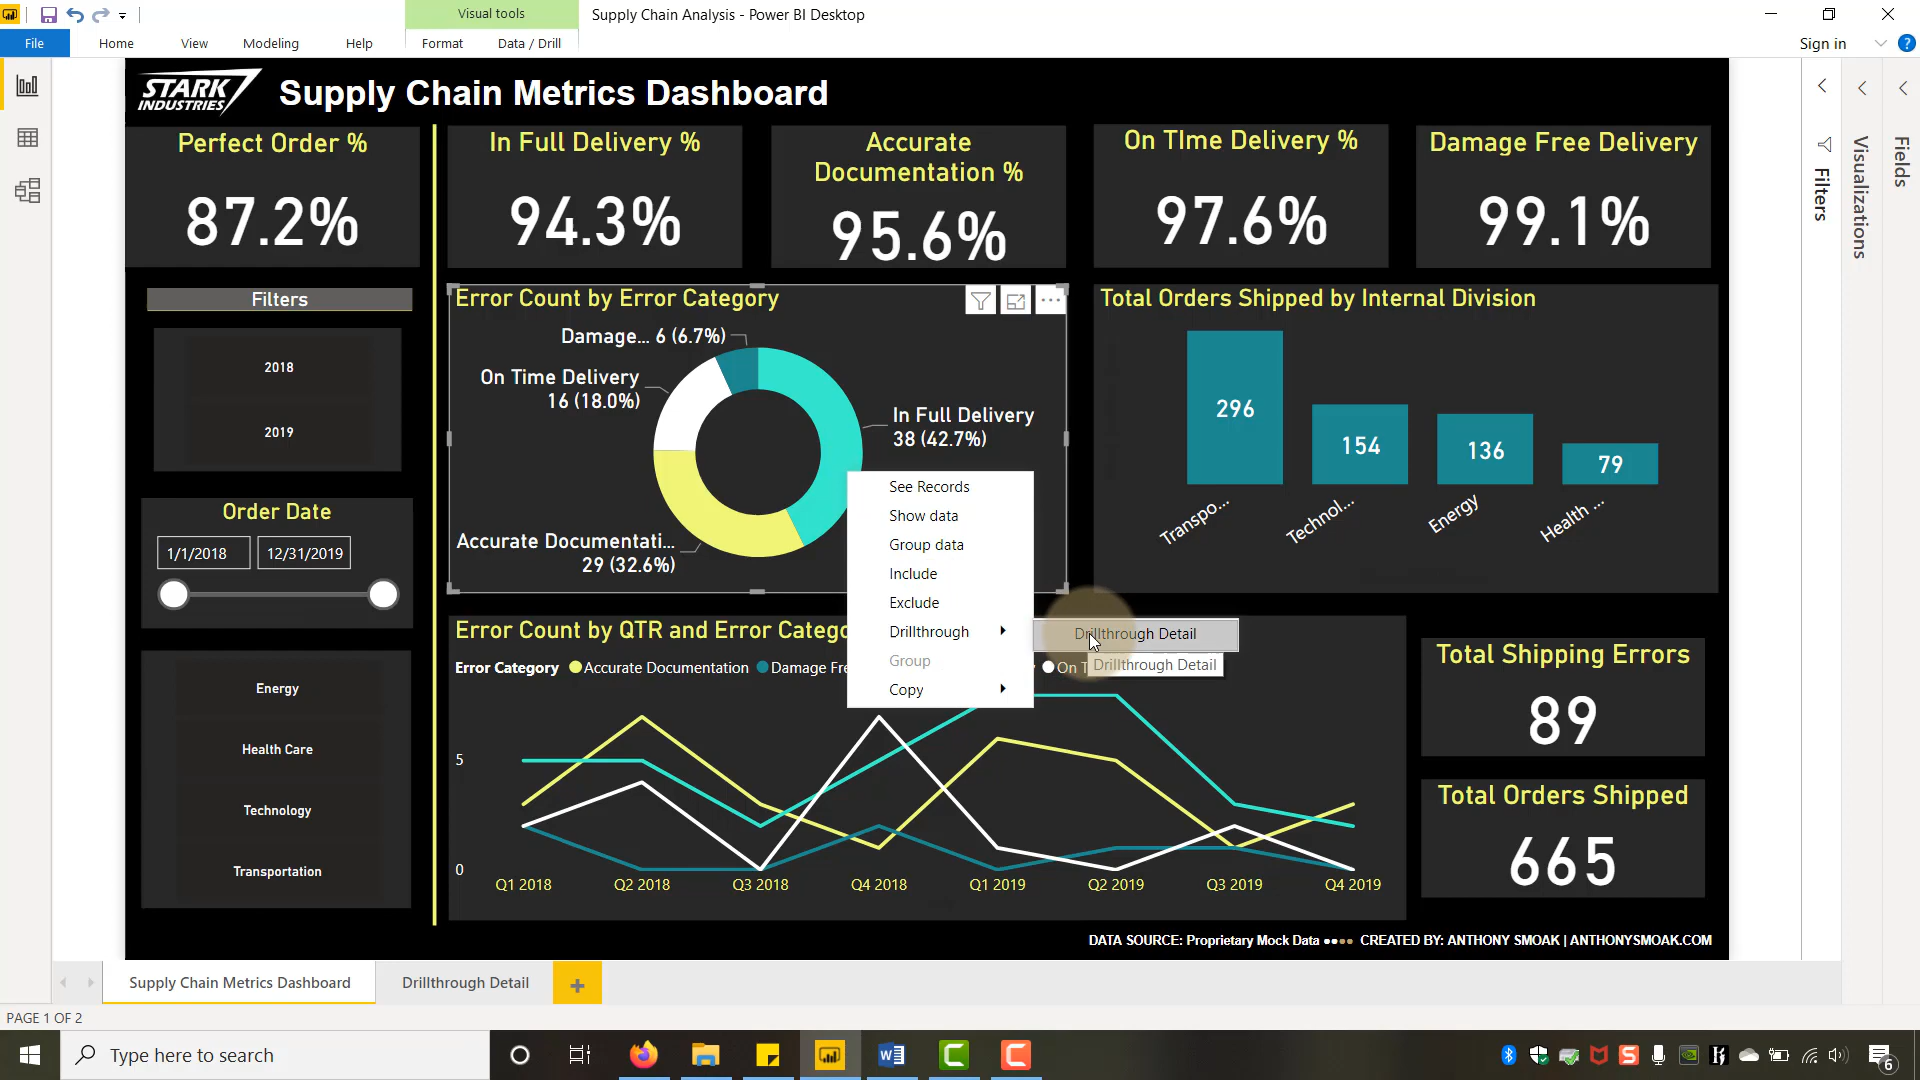 Visual tools
Supply Chain Analysis - Power BI Desktop
File
Home
View
Modeling
Help
Format
Data / Drill
Sign in
?
STARK
INDUSTRIES
Supply Chain Metrics Dashboard
Perfect Order %
87.2%
In Full Delivery %
94.3%
Accurate
Documentation %
95.6%
On TIme Delivery %
97.6%
Damage Free Delivery
99.1%
Filters
Visualizations
Fields
Filters
2018
2019
Order Date
1/1/2018
12/31/2019
Energy
Health Care
Technology
Transportation
Error Count by Error Category
Damage... 6 (6.7%)
On Time Delivery
16 (18.0%)
In Full Delivery
38 (42.7%)
Accurate Documentati...
29 (32.6%)
See Records
Show data
Group data
Include
Exclude
Drillthrough
Group
Copy
Drillthrough Detail
Drillthrough Detail
Total Orders Shipped by Internal Division
296
154
136
79
Transpo...
Technol...
Energy
Health ...
Error Count by QTR and Error Catego
Error Category
Accurate Documentation
Damage Fre
On T
5
0
Q1 2018
Q2 2018
Q3 2018
Q4 2018
Q1 2019
Q2 2019
Q3 2019
Q4 2019
Total Shipping Errors
89
Total Orders Shipped
665
DATA SOURCE: Proprietary Mock Data
CREATED BY: ANTHONY SMOAK | ANTHONYSMOAK.COM
Supply Chain Metrics Dashboard
Drillthrough Detail
+
PAGE 1 OF 2
Type here to search
6